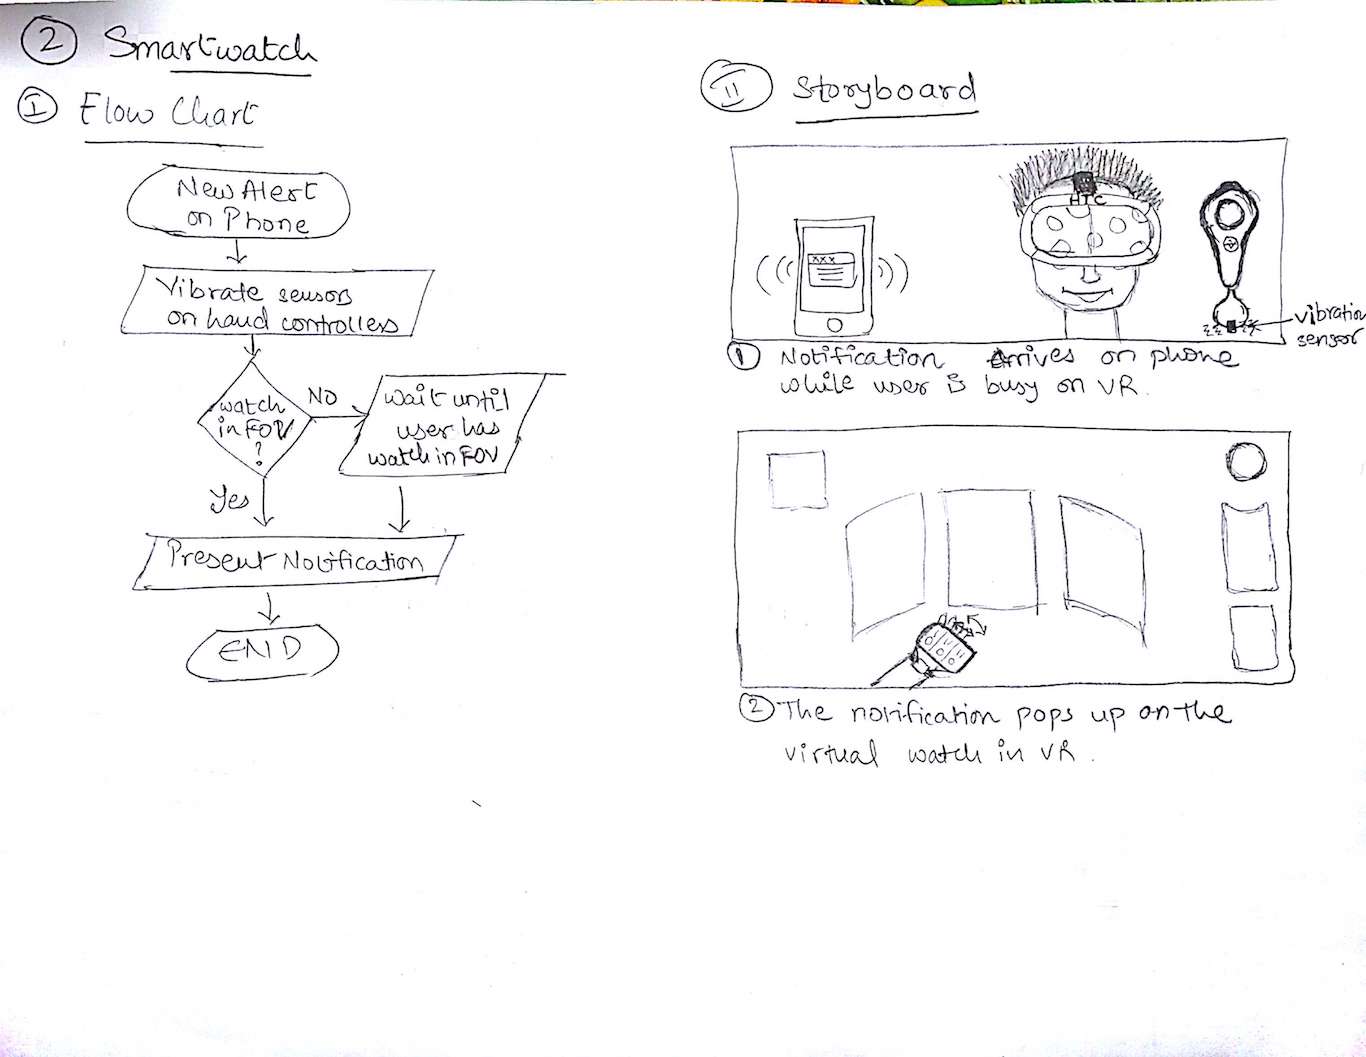 2 Smartwatch
I Flow Chart
New Alert
on Phone
Vibrate sensors
on hand controllers
watch
in FOV
?
NO
Wait until
user has
watch in FOV
Yes
Present Notification
END
II Storyboard
xxx
HTC
vibration
sensor
1 Notification Arrives on phone
while user is busy on VR.
2 The notification pops up on the
virtual watch in VR.